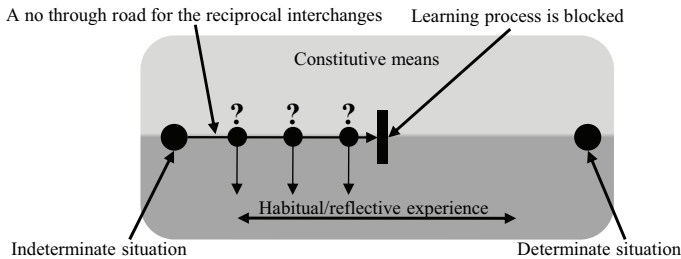 A no through road for the reciprocal interchanges
Learning process is blocked
Constitutive means
? ? ?
Habitual/reflective experience
Indeterminate situation
Determinate situation